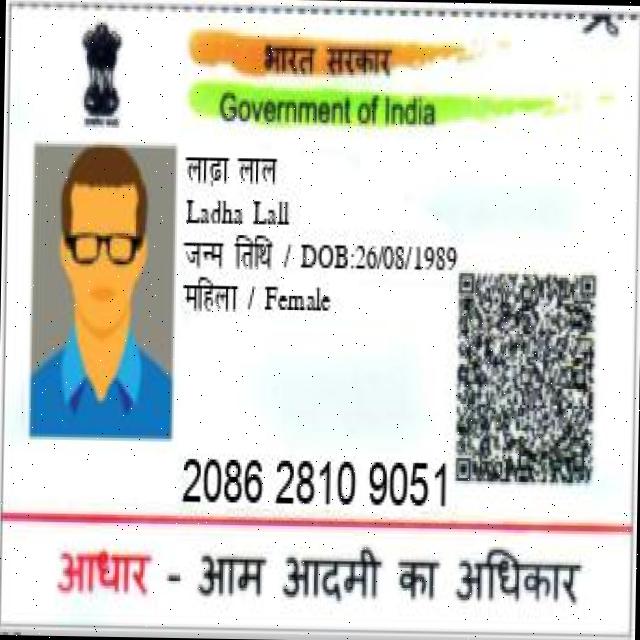 भारत सरकार
Government of India
लाढ़ा लाल
Ladha Lall
जन्म तिथि / DOB:26/08/1989
महिला / Female
2086 2810 9051
आधार - आम आदमी का अधिकार